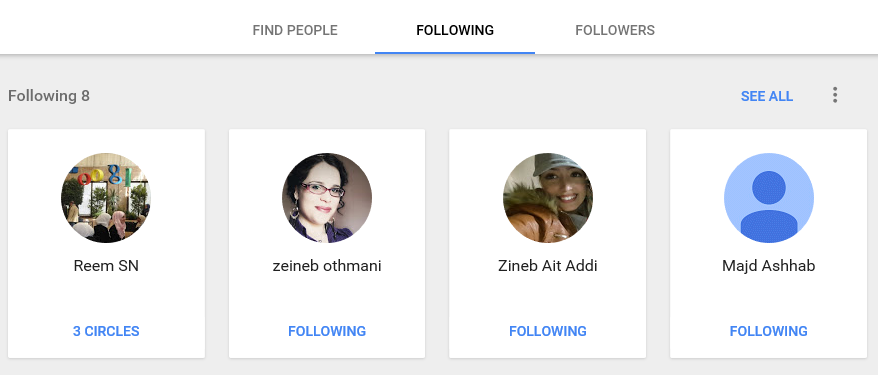 FIND PEOPLE
FOLLOWING
FOLLOWERS
Following 8
SEE ALL
Reem SN
zeineb othmani
Zineb Ait Addi
Majd Ashhab
3 CIRCLES
FOLLOWING
FOLLOWING
FOLLOWING